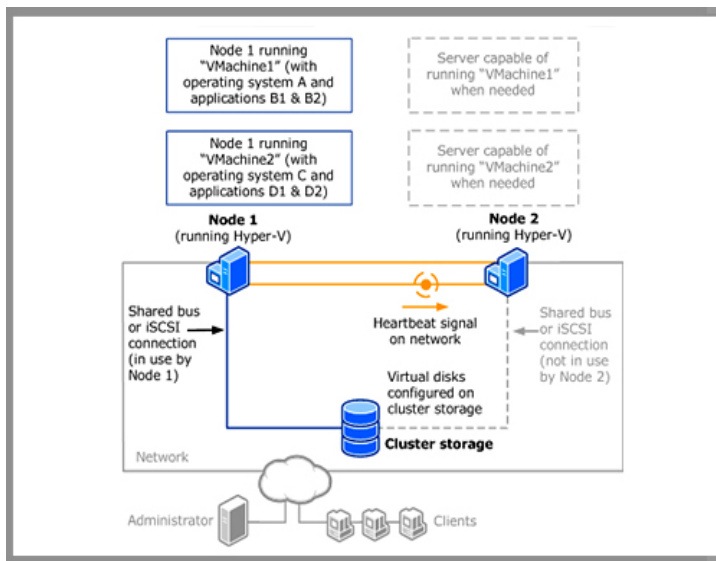 Node 1 running
"VMachine1" (with
operating system A and
applications B1 & B2)
Server capable of
running "VMachine1"
when needed
Node 1 running
"VMachine2" (with
operating system C and
applications D1 & D2)
Server capable of
running "VMachine2"
when needed
Node 1
(running Hyper-V)
Node 2
(running Hyper-V)
Shared bus
or iSCSI
connection
(in use by
Node 1)
Heartbeat signal
on network
Shared bus
or iSCSI
connection
(not in use
by Node 2)
Virtual disks
configured on
cluster storage
Cluster storage
Network
Administrator
Clients